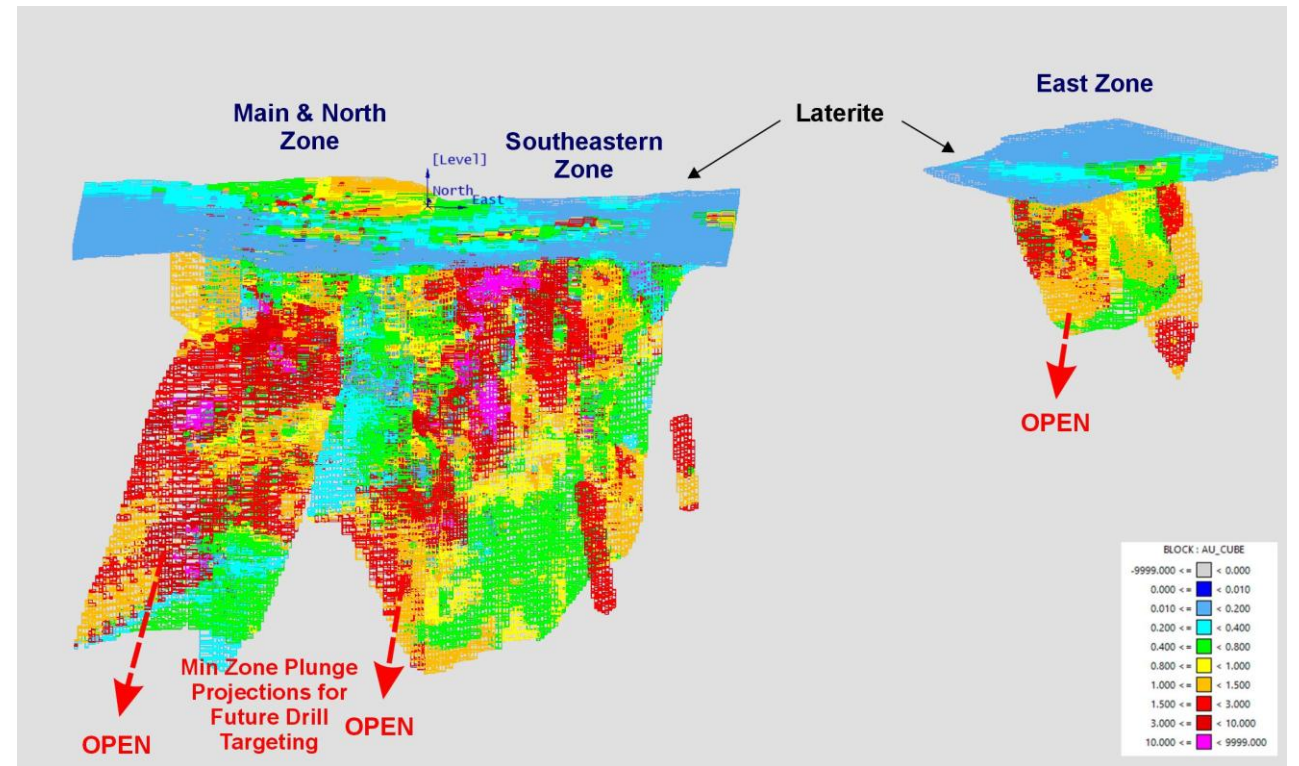 East Zone
Main & North
Zone
Laterite
Southeastern
Zone
[Level]
North
East
OPEN
Min Zone Plunge
Projections for
Future Drill
Targeting
OPEN
OPEN
BLOCK : AU_CUBE
-9999.000 <= < 0.000
0.000 <= < 0.010
0.010 <= < 0.200
0.200 <= < 0.400
0.400 <= < 0.800
0.800 <= < 1.000
1.000 <= < 1.500
1.500 <= < 3.000
3.000 <= < 10.000
10.000 <= < 9999.000